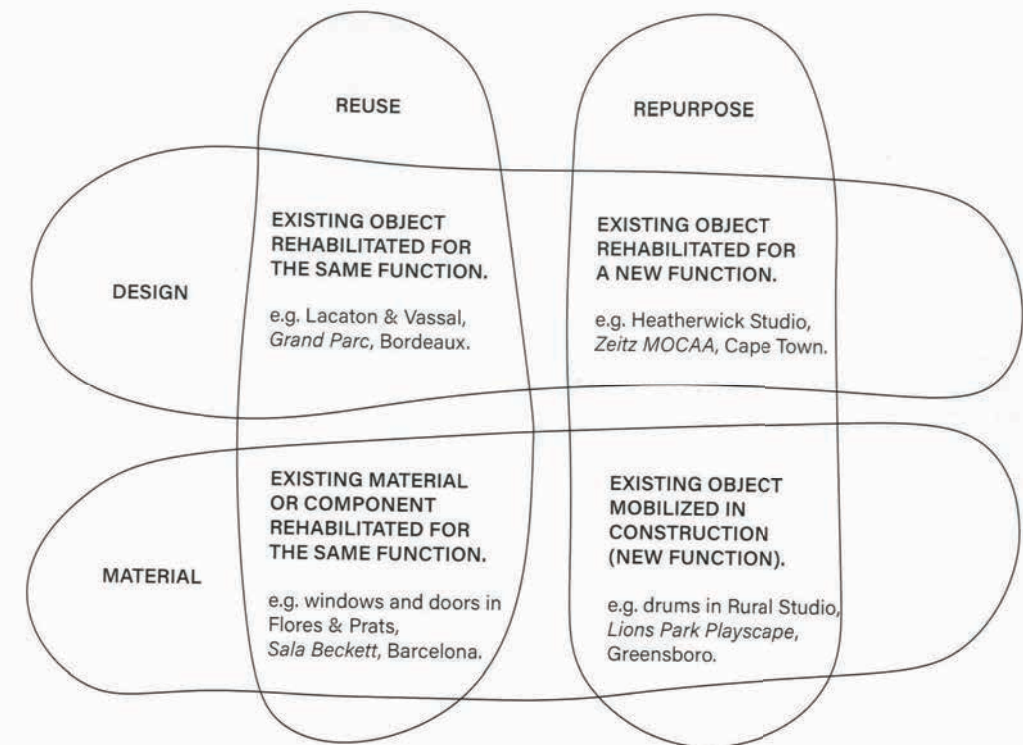 REUSE
REPURPOSE
DESIGN
EXISTING OBJECT
REHABILITATED FOR
THE SAME FUNCTION.
e.g. Lacaton & Vassal,
Grand Parc, Bordeaux.
EXISTING OBJECT
REHABILITATED FOR
A NEW FUNCTION.
e.g. Heatherwick Studio,
Zeitz MOCAA, Cape Town.
MATERIAL
EXISTING MATERIAL
OR COMPONENT
REHABILITATED FOR
THE SAME FUNCTION.
e.g. windows and doors in
Flores & Prats,
Sala Beckett, Barcelona.
EXISTING OBJECT
MOBILIZED IN
CONSTRUCTION
(NEW FUNCTION).
e.g. drums in Rural Studio,
Lions Park Playscape,
Greensboro.